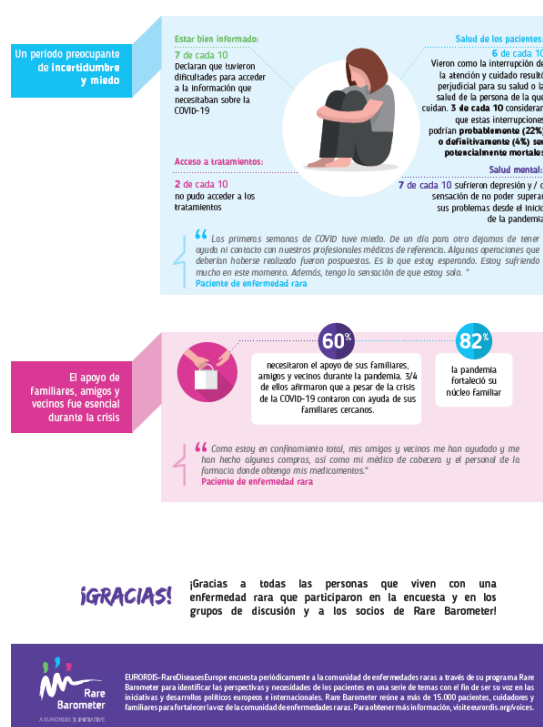 Un período preocupante
de incertidumbre
y miedo
Estar bien informado:
7 de cada 10
Declaran que tuvieron
dificultades para acceder
a la información que
necesitaban sobre la
COVID-19
Acceso a tratamientos:
2 de cada 10
no pudo acceder a los
tratamientos
Salud de los pacientes:
6 de cada 10
Vieron como la interrupción de
la atención y cuidado resultó
perjudicial para su salud o la
salud de la persona de la que
cuidan. 3 de cada 10 consideran
que estas interrupciones
podrían probablemente (22%)
o definitivamente (4%) ser
potencialmente mortales
Salud mental:
7 de cada 10 sufrieron depresión y / o
sensación de no poder superar
sus problemas desde el inicio
de la pandemia
“ Las primeras semanas de COVID tuve miedo. De un día para otro dejamos de tener
ayuda ni contacto con nuestros profesionales médicos de referencia. Algunas operaciones que
deberían haberse realizado fueron pospuestas. Es lo que estoy esperando. Estoy sufriendo
mucho en este momento. Además, tengo la sensación de que estoy solo. "
Paciente de enfermedad rara
El apoyo de
familiares, amigos y
vecinos fue esencial
durante la crisis
60%
necesitaron el apoyo de sus familiares,
amigos y vecinos durante la pandemia. 3/4
de ellos afirmaron que a pesar de la crisis
de la COVID-19 contaron con ayuda de sus
familiares cercanos.
82%
la pandemia
fortaleció su
núcleo familiar
“ Como estoy en confinamiento total, mis amigos y vecinos me han ayudado y me
han hecho algunas compras, así como mi médico de cabecera y el personal de la
farmacia donde obtengo mis medicamentos."
Paciente de enfermedad rara
¡GRACIAS!
¡Gracias a todas las personas que viven con una
enfermedad rara que participaron en la encuesta y en los
grupos de discusión y a los socios de Rare Barometer!
Rare
Barometer
A EURORDIS INITIATIVE
EURORDIS-RareDiseasesEurope encuesta periódicamente a la comunidad de enfermedades raras a través de su programa Rare
Barometer para identificar las perspectivas y necesidades de los pacientes en una serie de temas con el fin de ser su voz en las
iniciativas y desarrollos políticos europeos e internacionales. Rare Barometer reúne a más de 15.000 pacientes, cuidadores y
familiares para fortalecer la voz de la comunidad de enfermedades raras. Para obtener más información, visite eurordis.org/voices.